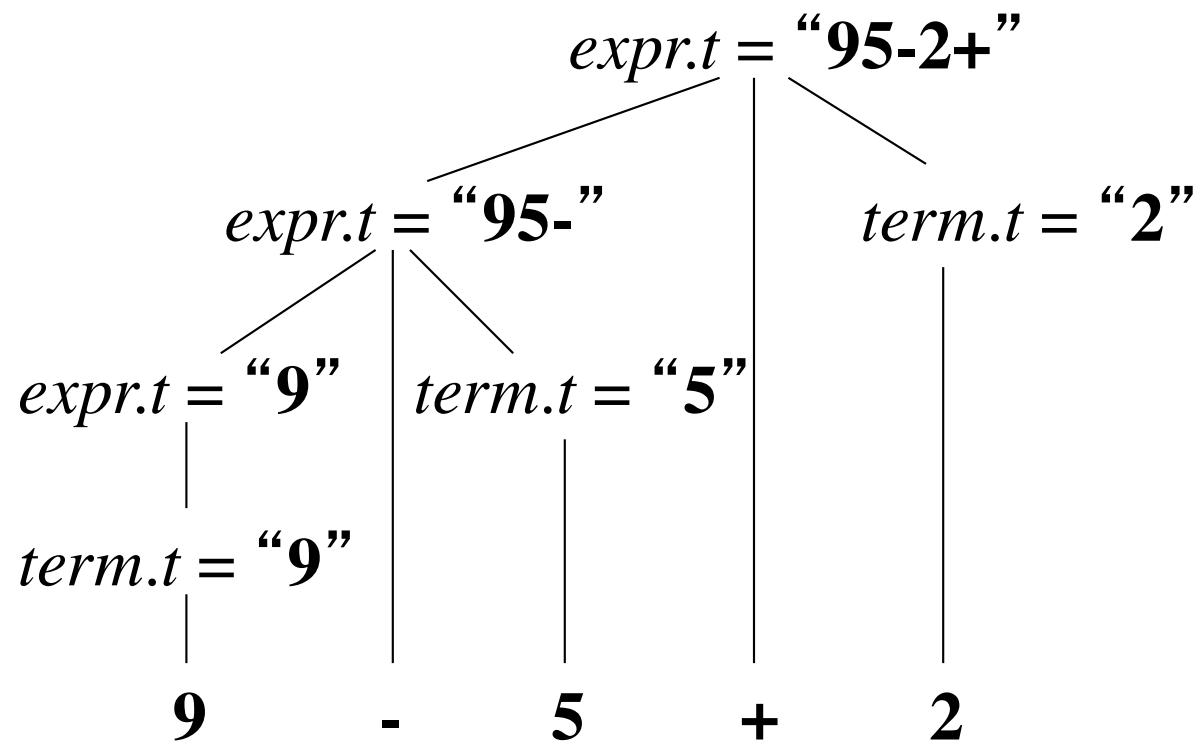 expr.t = “95-2+”
expr.t = “95-” term.t = “2”
expr.t = “9” term.t = “5”
term.t = “9”
9 - 5 + 2